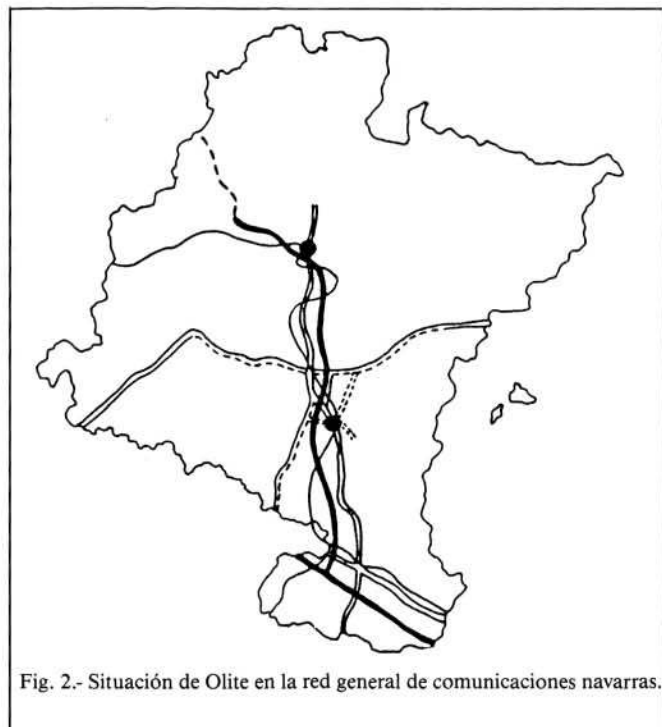 Fig. 2.- Situación de Olite en la red general de comunicaciones navarras.